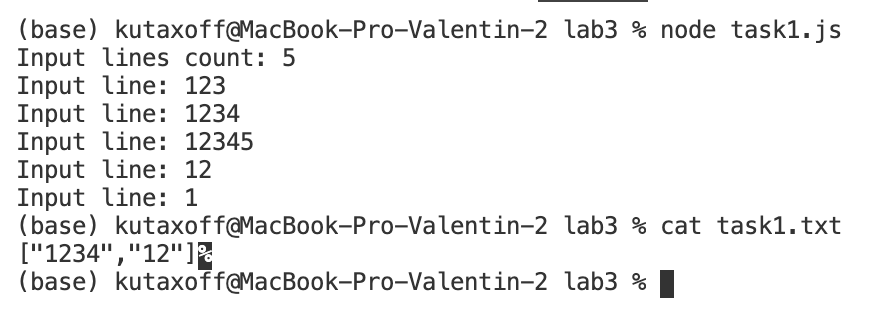 (base) kutaxoff@MacBook-Pro-Valentin-2 lab3 % node task1.js
Input lines count: 5
Input line: 123
Input line: 1234
Input line: 12345
Input line: 12
Input line: 1
(base) kutaxoff@MacBook-Pro-Valentin-2 lab3 % cat task1.txt
["1234","12"]%
(base) kutaxoff@MacBook-Pro-Valentin-2 lab3 %